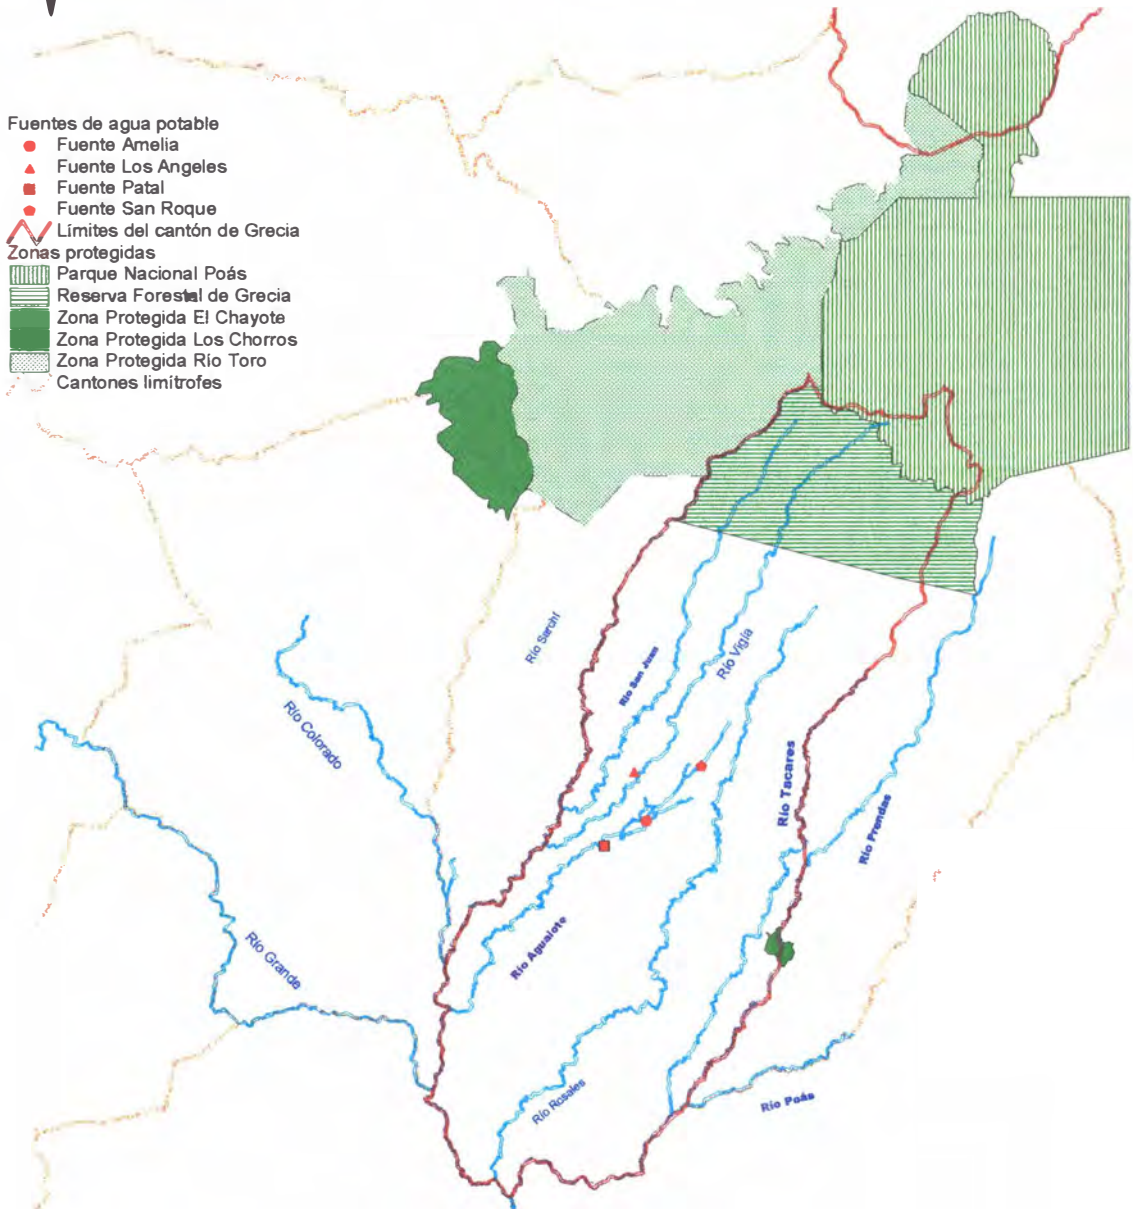 Fuentes de agua potable
Fuente Amelia
Fuente Los Angeles
Fuente Patal
Fuente San Roque
Límites del cantón de Grecia
Zonas protegidas
Parque Nacional Poás
Reserva Forestal de Grecia
Zona Protegida El Chayote
Zona Protegida Los Chorros
Zona Protegida Río Toro
Cantones limítrofes
Río Sarchí
Río San Juan
Río Vigía
Río Colorado
Río Tacares
Río Prendas
Río Grande
Río Agualote
Río Rosales
Río Poás